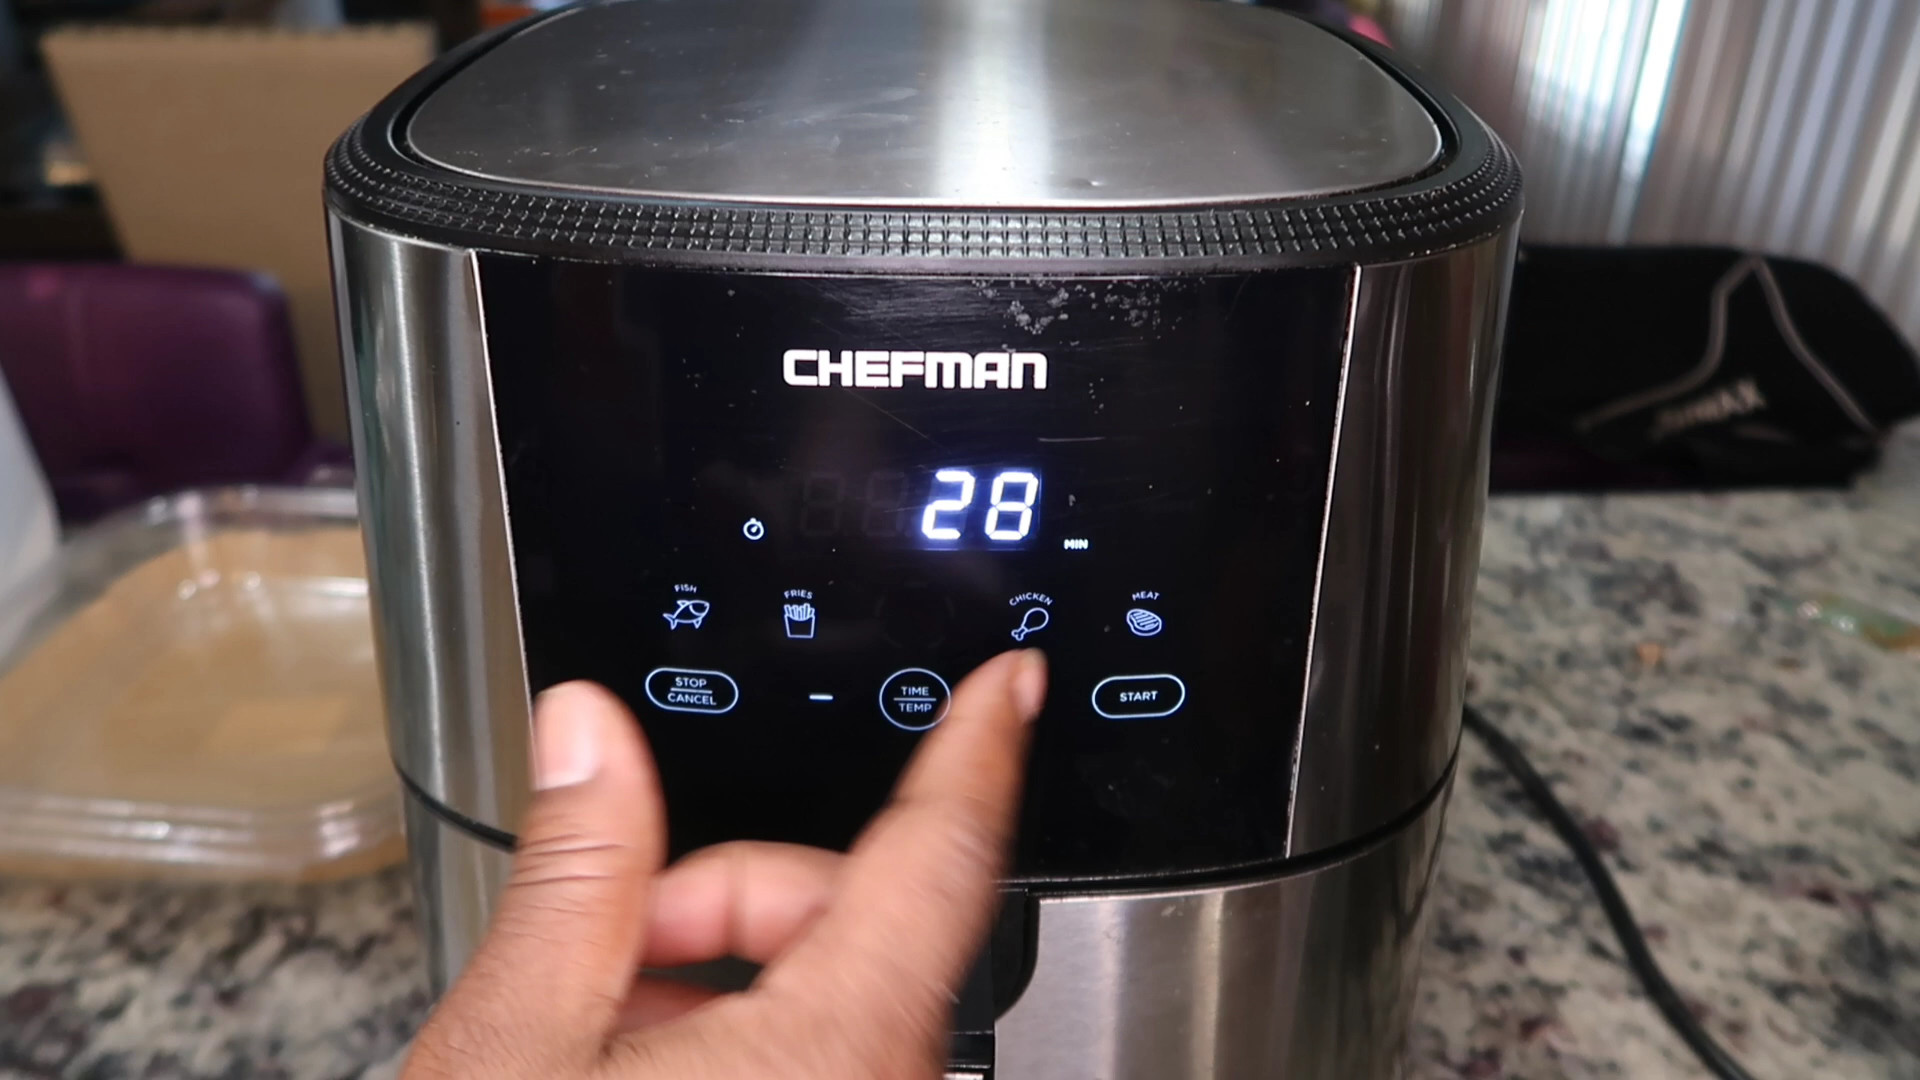 CHEFMAN
28
MIN
FISH
FRIES
CHICKEN
MEAT
STOP
CANCEL
–
TIME
TEMP
START